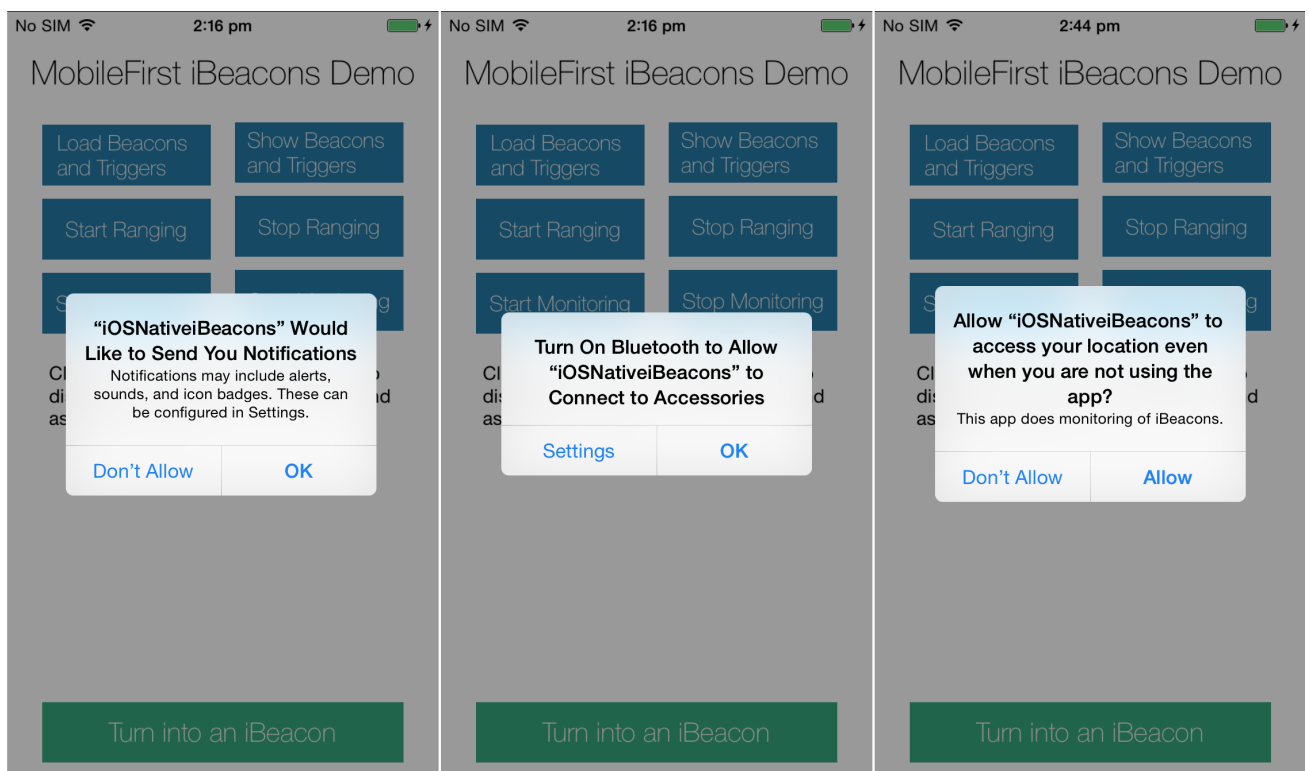 No SIM 2:16 pm
MobileFirst iBeacons Demo
Load Beacons
and Triggers
Show Beacons
and Triggers
Start Ranging
Stop Ranging
“iOSNativeiBeacons” Would
Like to Send You Notifications
Notifications may include alerts,
sounds, and icon badges. These can
be configured in Settings.
Don’t Allow
OK
Turn into an iBeacon
No SIM 2:16 pm
MobileFirst iBeacons Demo
Load Beacons
and Triggers
Show Beacons
and Triggers
Start Ranging
Stop Ranging
Start Monitoring
Stop Monitoring
Turn On Bluetooth to Allow
“iOSNativeiBeacons” to
Connect to Accessories
Settings
OK
Turn into an iBeacon
No SIM 2:44 pm
MobileFirst iBeacons Demo
Load Beacons
and Triggers
Show Beacons
and Triggers
Start Ranging
Stop Ranging
Allow “iOSNativeiBeacons” to
access your location even
when you are not using the
app?
This app does monitoring of iBeacons.
Don’t Allow
Allow
Turn into an iBeacon